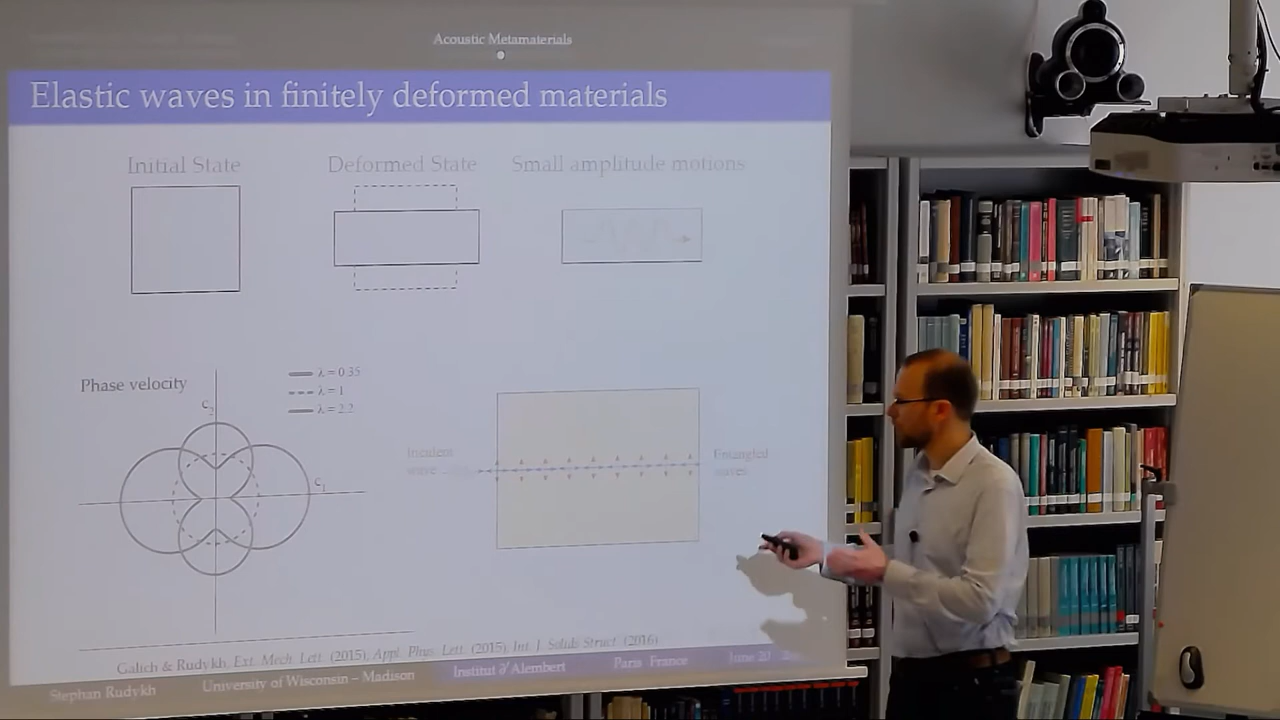 Acoustic Metamaterials
Elastic waves in finitely deformed materials
Initial State
Deformed State
Small amplitude motions
Phase velocity
λ = 0.35
λ = 1
λ = 2.2
c₂
c₁
Incident
wave
Entangled
waves
Galich & Rudykh, Ext. Mech. Lett. (2015), Appl. Phys. Lett. (2015), Int. J. Solids Struct. (2016)
Stephan Rudykh University of Wisconsin – Madison Institut ∂'Alembert Paris France June 20